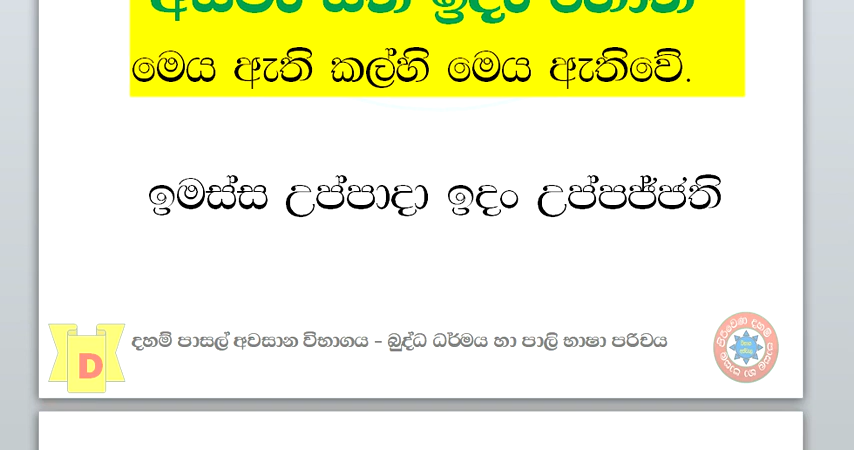 මෙය ඇති කල්හි මෙය ඇතිවේ.
ඉමස්ස උප්පාදා ඉදං උප්පජ්ජති
දහම් පාසල් අවසාන විභාගය - බුද්ධ ධර්මය හා පාලි භාෂා පරිචය
D